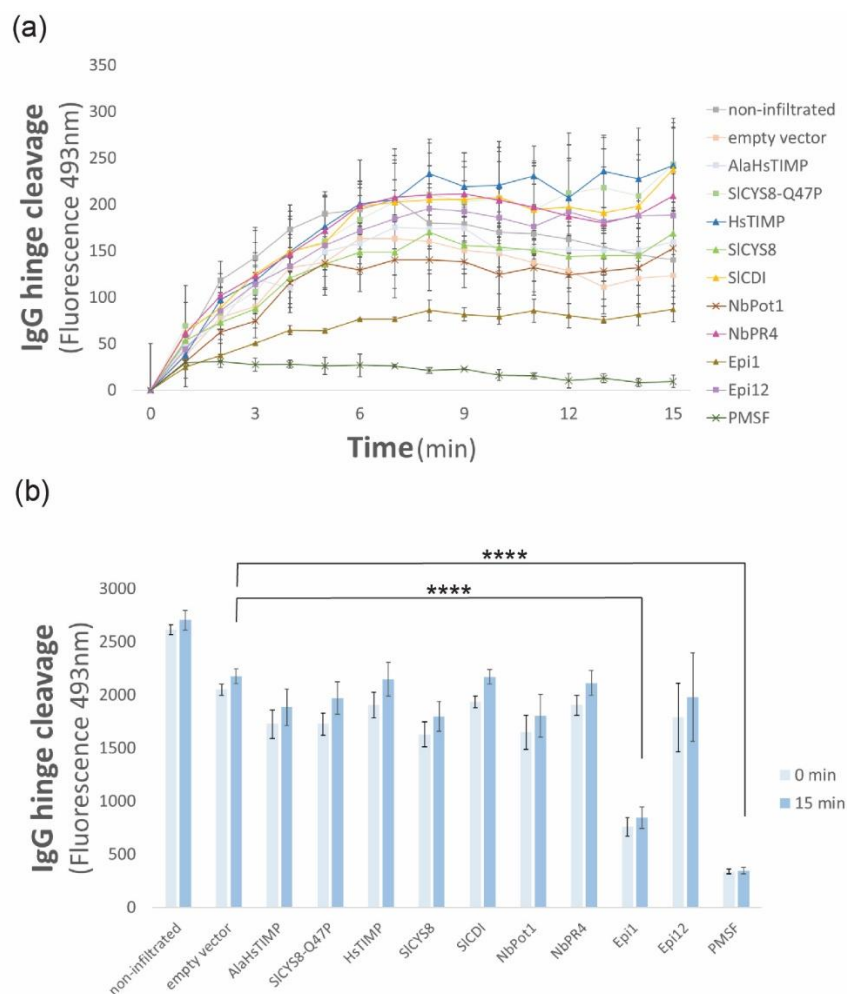 (a)
IgG hinge cleavage
(Fluorescence 493nm)
350
300
250
200
150
100
50
0
0 3 6 9 12 15
Time (min)
non-infiltrated
empty vector
AlaHsTIMP
SlCYS8-Q47P
HsTIMP
SlCYS8
SlCDI
NbPot1
NbPR4
Epi1
Epi12
PMSF
(b)
****
****
IgG hinge cleavage
(Fluorescence 493nm)
3000
2500
2000
1500
1000
500
0
0 min
15 min
non-infiltrated
empty vector
AlaHsTIMP
SlCYS8-Q47P
HsTIMP
SlCYS8
SlCDI
NbPot1
NbPR4
Epi1
Epi12
PMSF